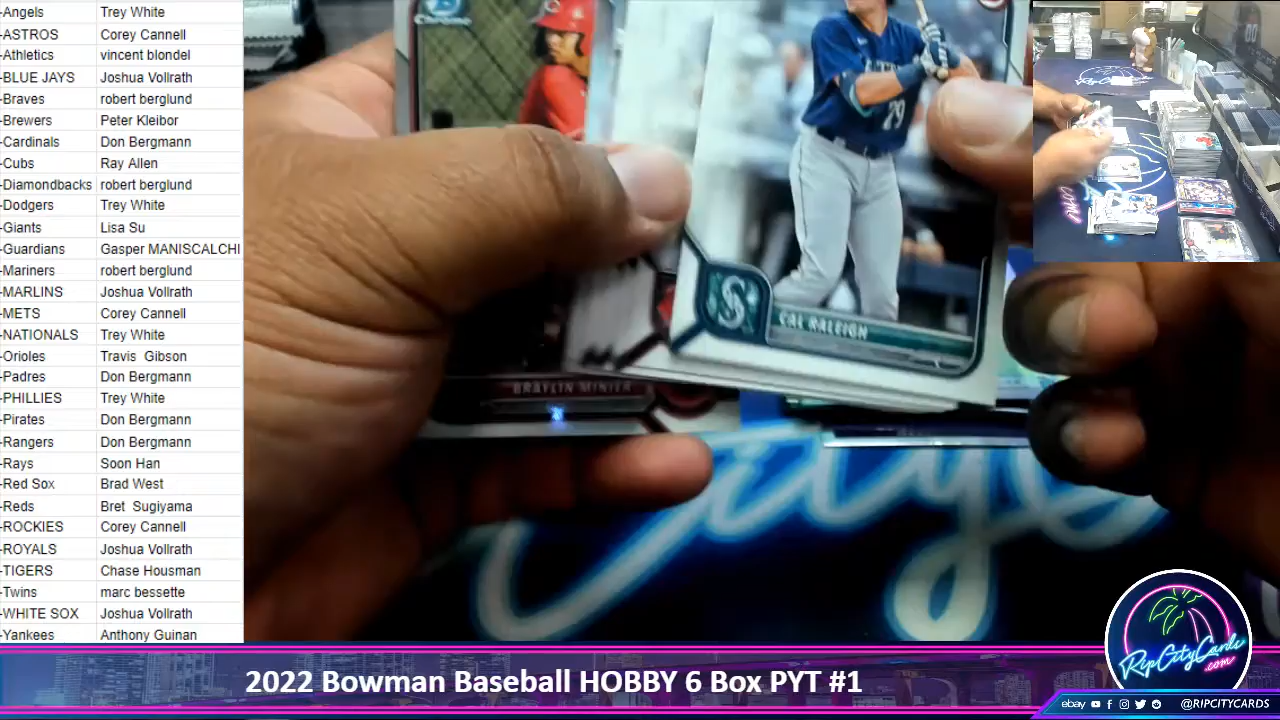 -Angels Trey White
-ASTROS Corey Cannell
-Athletics vincent blondel
-BLUE JAYS Joshua Vollrath
-Braves robert berglund
-Brewers Peter Kleibor
-Cardinals Don Bergmann
-Cubs Ray Allen
-Diamondbacks robert berglund
-Dodgers Trey White
-Giants Lisa Su
-Guardians Gasper MANISCALCHI
-Mariners robert berglund
-MARLINS Joshua Vollrath
-METS Corey Cannell
-NATIONALS Trey White
-Orioles Travis Gibson
-Padres Don Bergmann
-PHILLIES Trey White
-Pirates Don Bergmann
-Rangers Don Bergmann
-Rays Soon Han
-Red Sox Brad West
-Reds Bret Sugiyama
-ROCKIES Corey Cannell
-ROYALS Joshua Vollrath
-TIGERS Chase Housman
-Twins marc bessette
-WHITE SOX Joshua Vollrath
-Yankees Anthony Guinan
Chrome
29
S
CAL RALEIGH
BRAYLIN MINIER
City
RipCityCards
.com
2022 Bowman Baseball HOBBY 6 Box PYT #1
ebay @RIPCITYCARDS